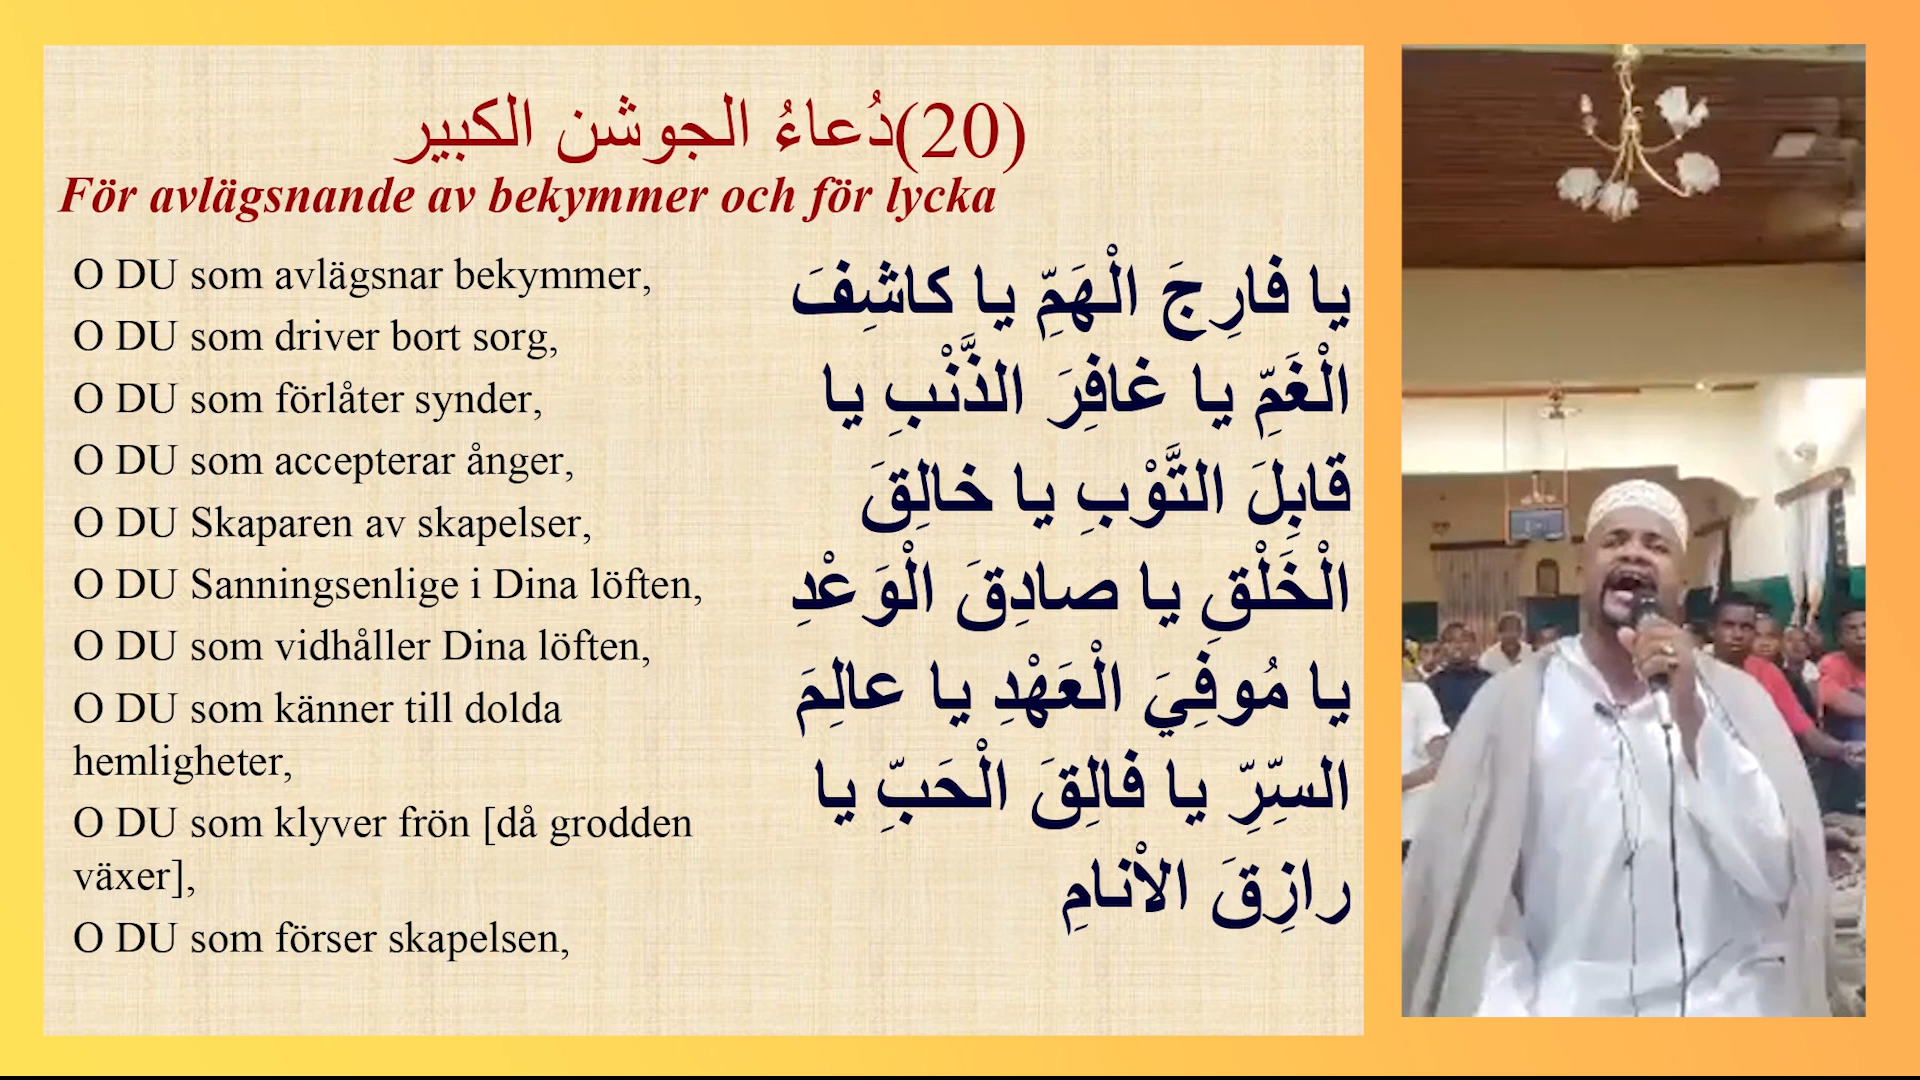 (20)دُعاءُ الجوشن الكبير
För avlägsnande av bekymmer och för lycka
O DU som avlägsnar bekymmer,
O DU som driver bort sorg,
O DU som förlåter synder,
O DU som accepterar ånger,
O DU Skaparen av skapelser,
O DU Sanningsenlige i Dina löften,
O DU som vidhåller Dina löften,
O DU som känner till dolda
hemligheter,
O DU som klyver frön [då grodden
växer],
O DU som förser skapelsen,
يا فارِجَ الْهَمِّ يا كاشِفَ
الْغَمِّ يا غافِرَ الذَّنْبِ يا
قابِلَ التَّوْبِ يا خالِقَ
الْخَلْقِ يا صادِقَ الْوَعْدِ
يا مُوفِيَ الْعَهْدِ يا عالِمَ
السِّرِّ يا فالِقَ الْحَبِّ يا
رازِقَ الاْنامِ